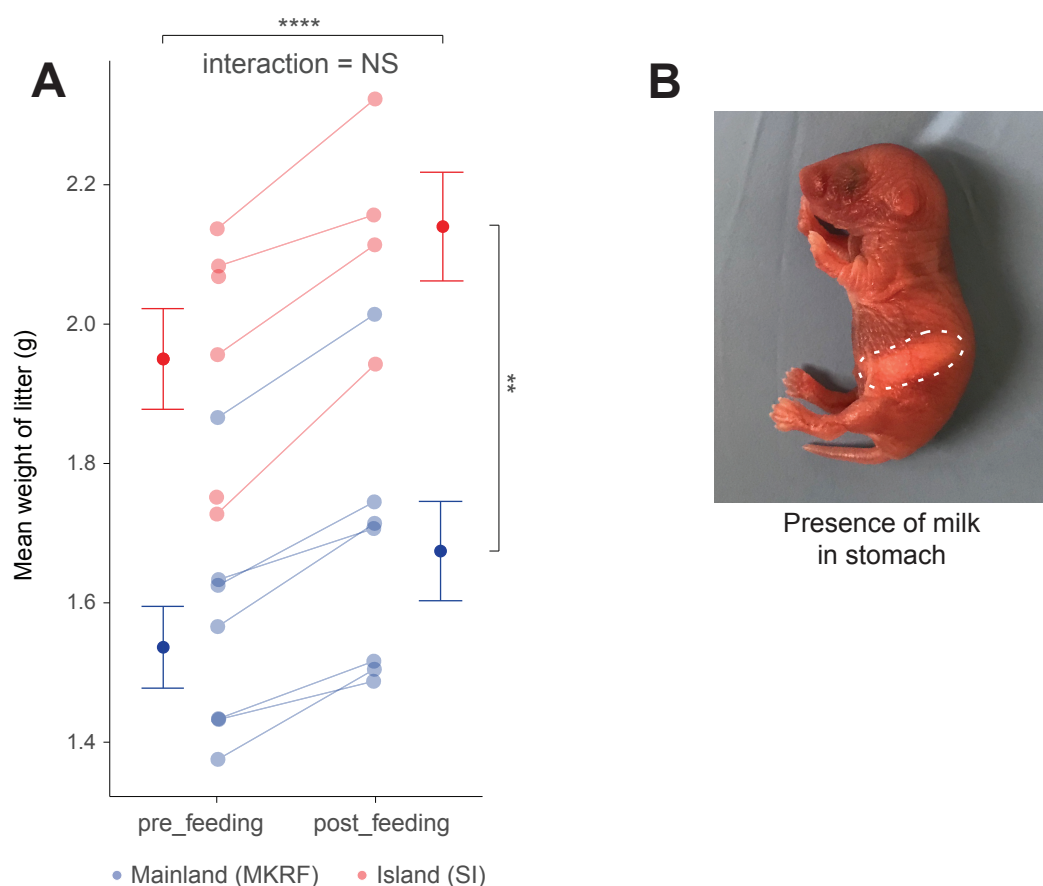 ****
interaction = NS
A
B
2.2
2.0
1.8
1.6
1.4
Mean weight of litter (g)
**
pre_feeding
post_feeding
Mainland (MKRF)
Island (SI)
Presence of milk
in stomach